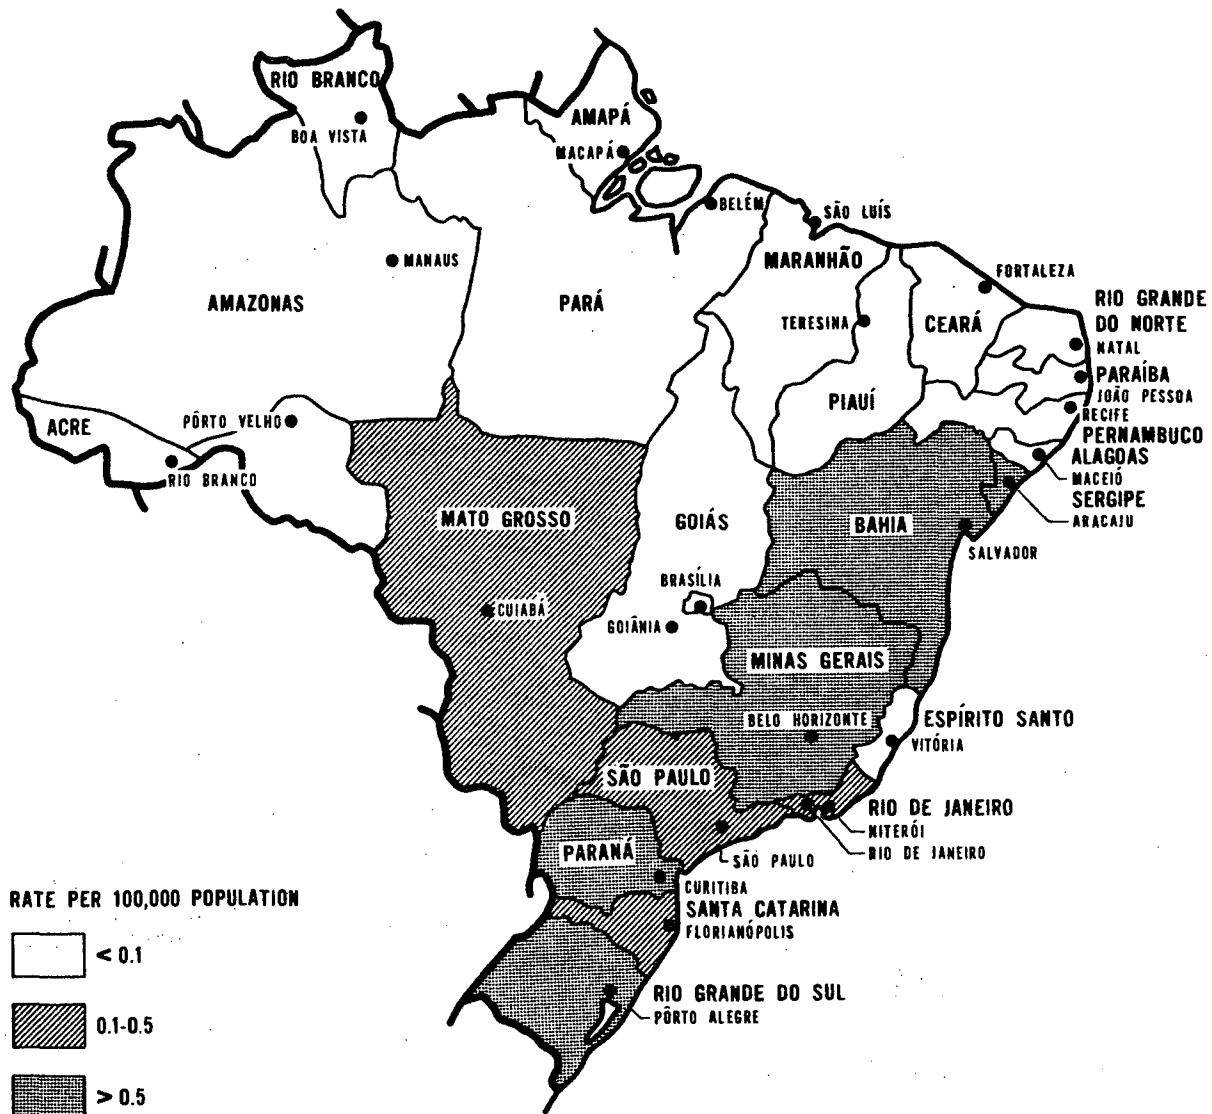 RIO BRANCO
BOA VISTA
AMAPÁ
MACAPÁ
BELÉM
SÃO LUÍS
MANAUS
MARANHÃO
FORTALEZA
AMAZONAS
PARÁ
TERESINA
CEARÁ
RIO GRANDE
DO NORTE
NATAL
PARAÍBA
JOÃO PESSOA
RECIFE
PIAUÍ
ACRE
PÔRTO VELHO
PERNAMBUCO
ALAGOAS
RIO BRANCO
MACEIÓ
SERGIPE
ARACAJU
MATO GROSSO
GOIÁS
BAHIA
SALVADOR
BRASÍLIA
CUIABÁ
GOIÂNIA
MINAS GERAIS
BELO HORIZONTE
ESPÍRITO SANTO
VITÓRIA
SÃO PAULO
RIO DE JANEIRO
NITERÓI
RIO DE JANEIRO
PARANÁ
SÃO PAULO
CURITIBA
SANTA CATARINA
FLORIANÓPOLIS
RIO GRANDE DO SUL
PÔRTO ALEGRE
RATE PER 100,000 POPULATION
< 0.1
0.1-0.5
> 0.5